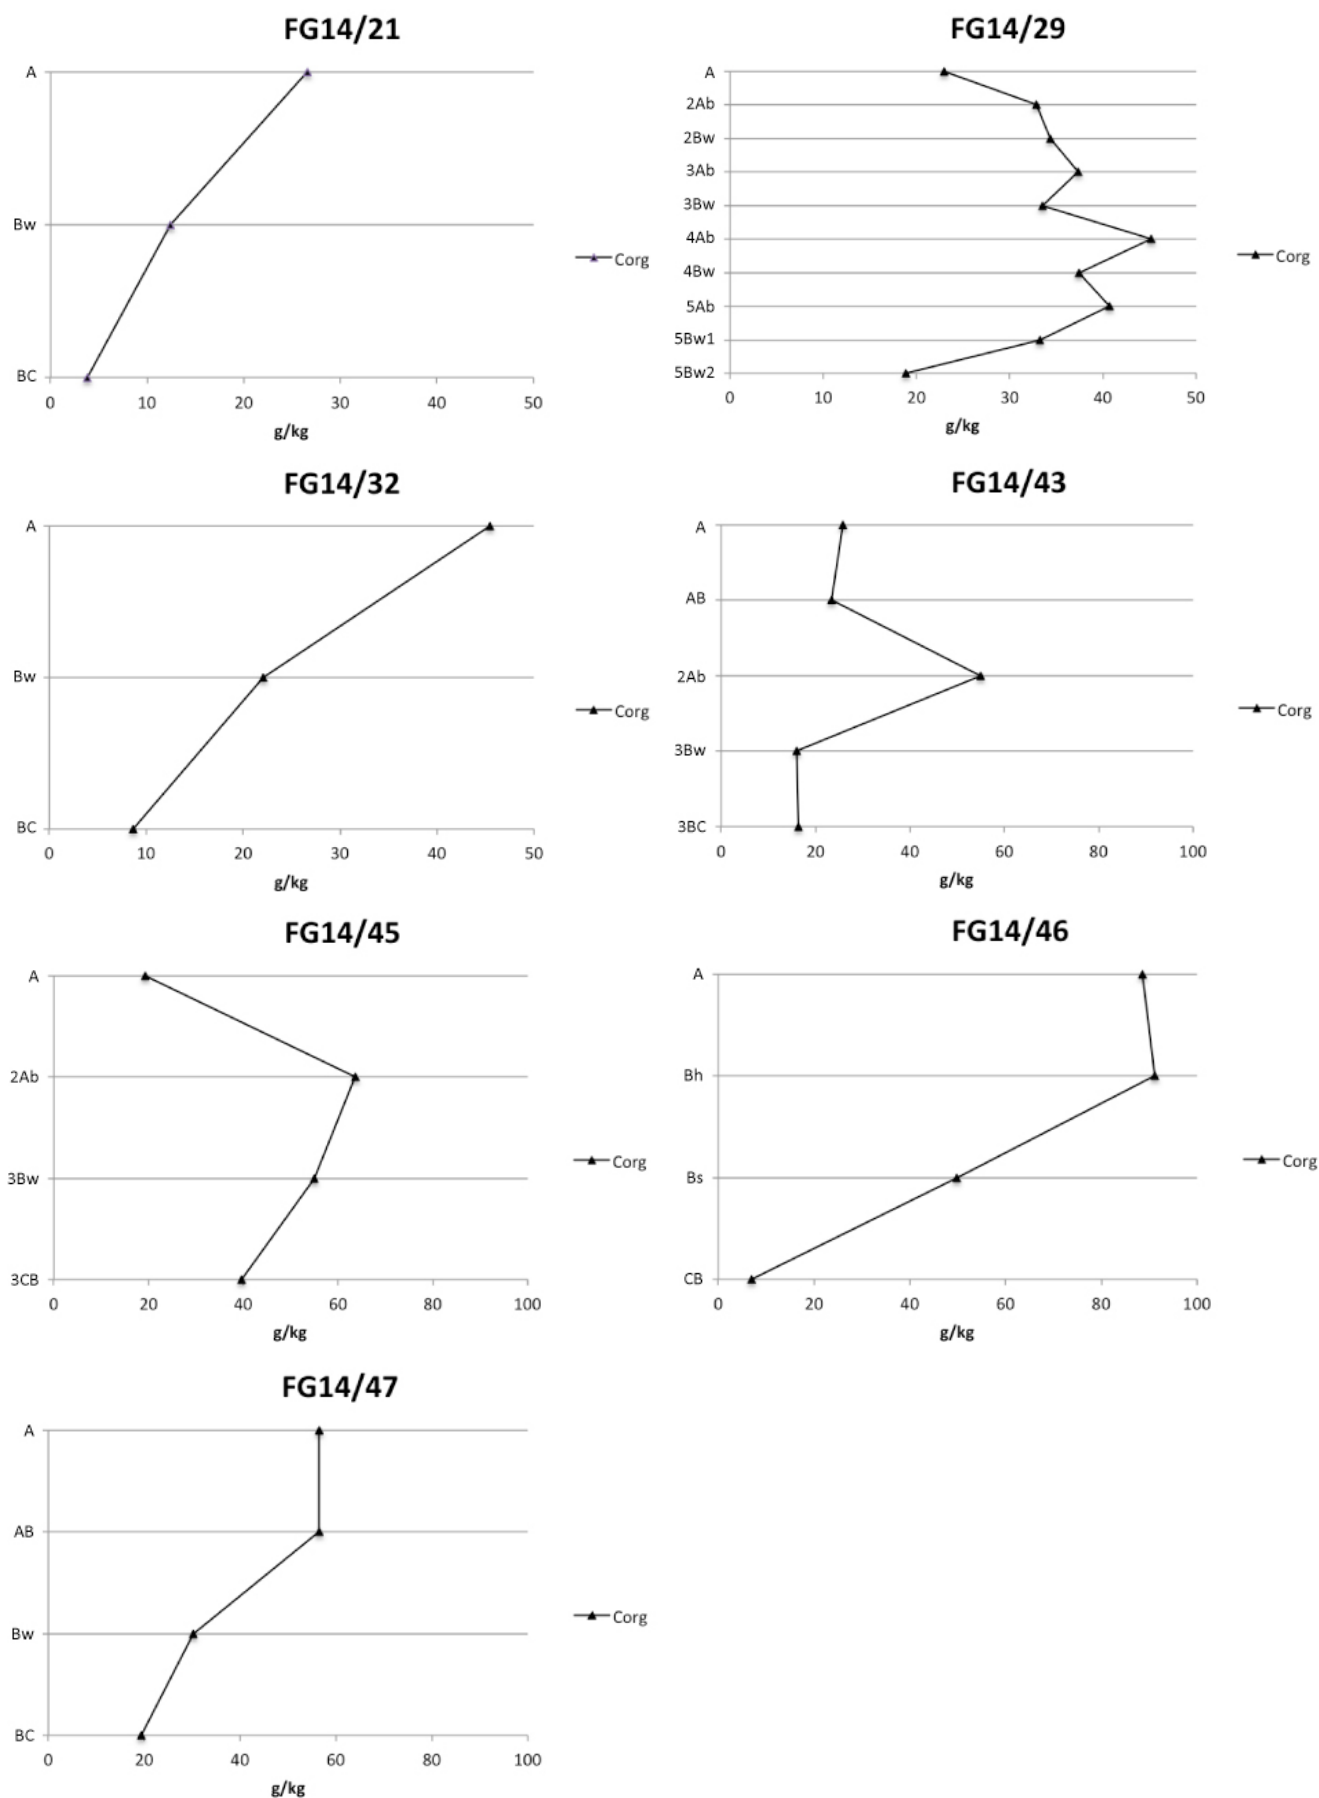 FG14/21
A
Bw
BC
0 10 20 30 40 50
g/kg
Corg
FG14/29
A
2Ab
2Bw
3Ab
3Bw
4Ab
4Bw
5Ab
5Bw1
5Bw2
0 10 20 30 40 50
g/kg
Corg
FG14/32
A
Bw
BC
0 10 20 30 40 50
g/kg
Corg
FG14/43
A
AB
2Ab
3Bw
3BC
0 20 40 60 80 100
g/kg
Corg
FG14/45
A
2Ab
3Bw
3CB
0 20 40 60 80 100
g/kg
Corg
FG14/46
A
Bh
Bs
CB
0 20 40 60 80 100
g/kg
Corg
FG14/47
A
AB
Bw
BC
0 20 40 60 80 100
g/kg
Corg